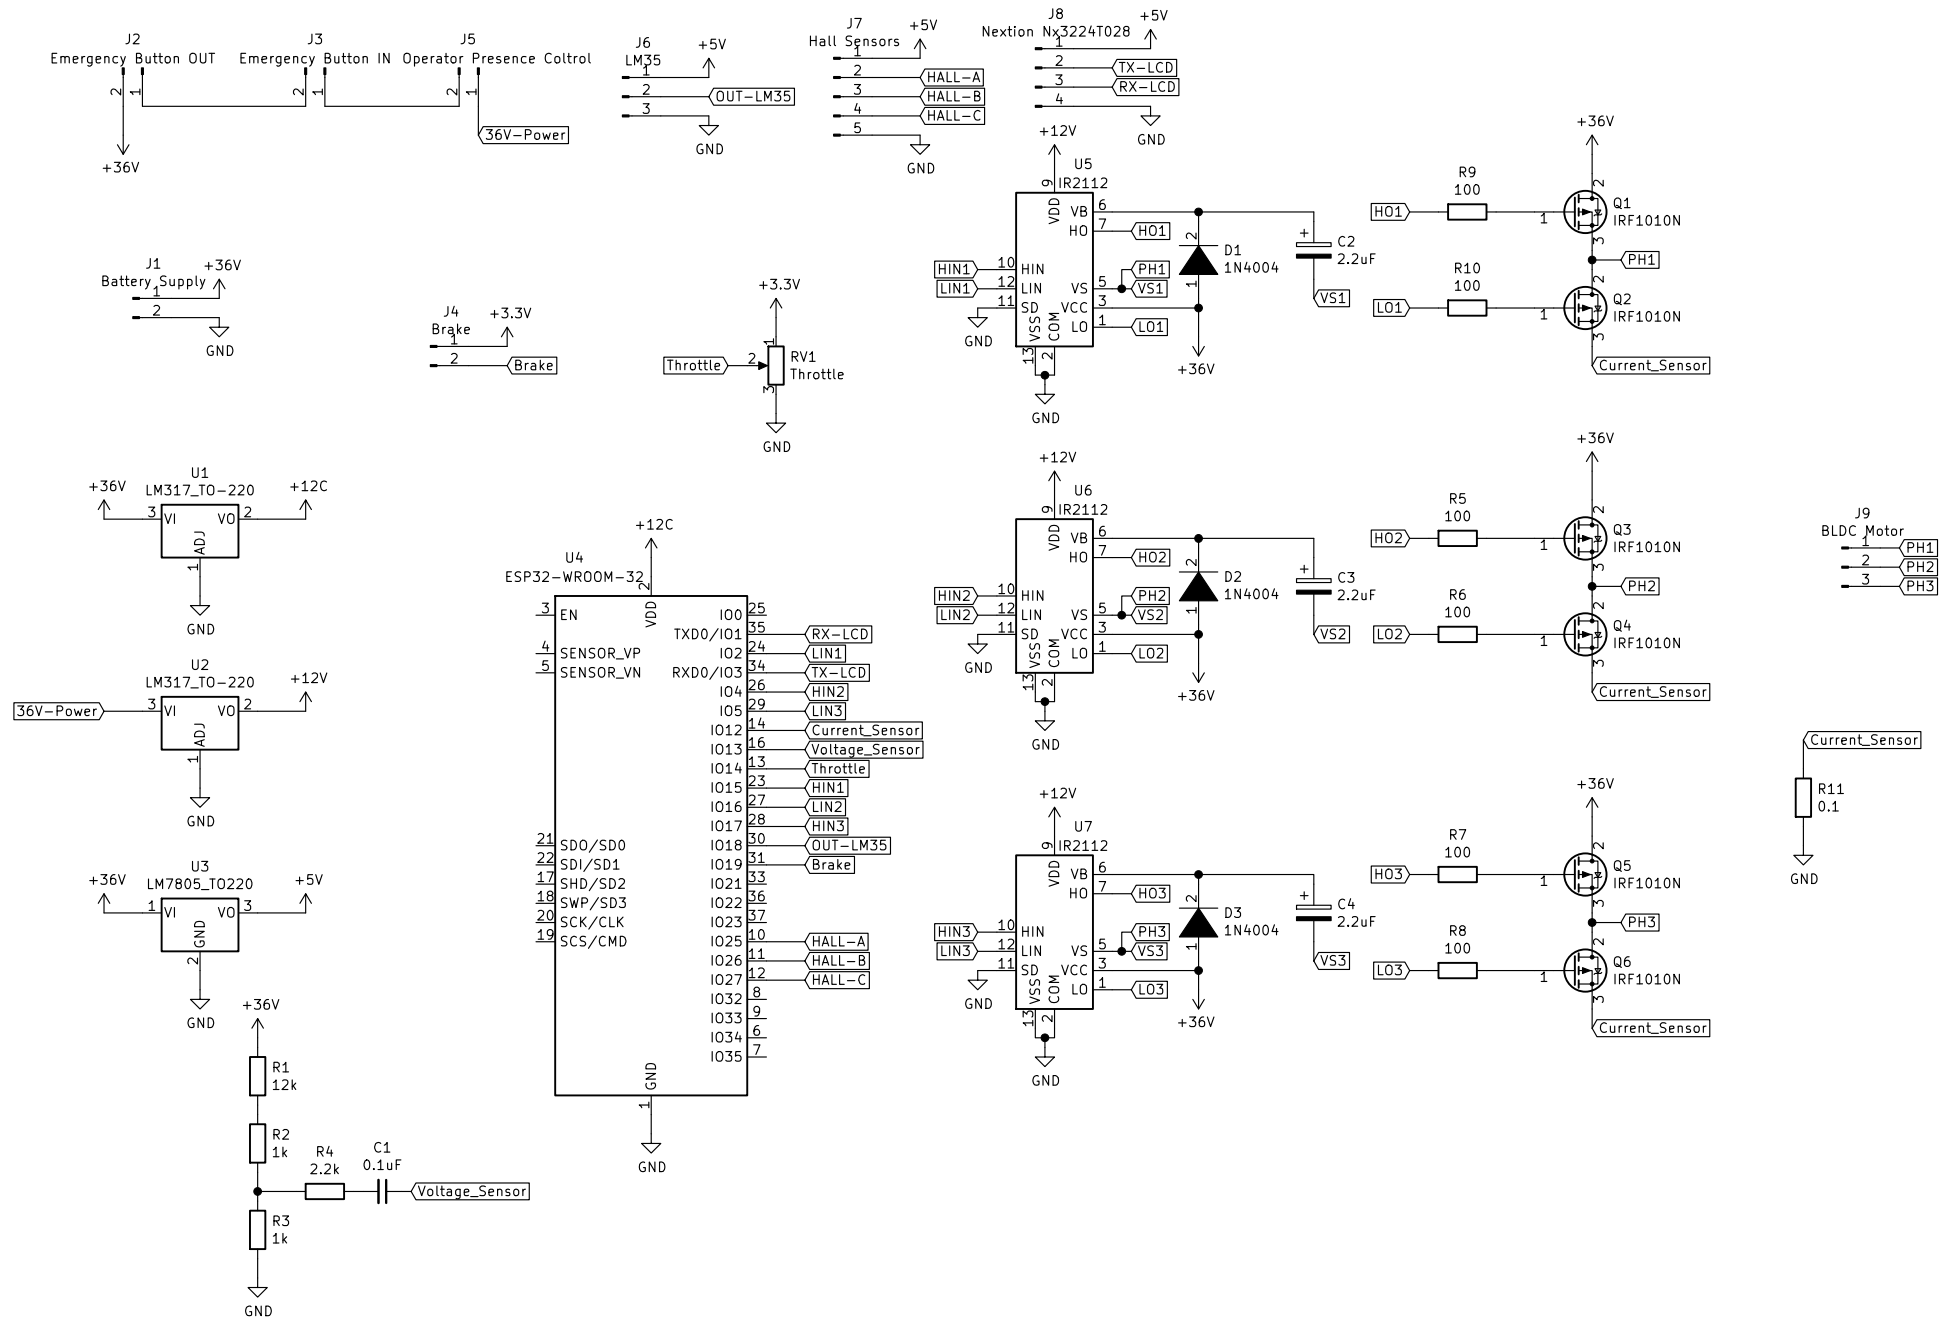 J2
Emergency Button OUT
2
1
+36V
J3
Emergency Button IN
2
1
J5
Operator Presence Coltrol
2
1
36V-Power
J6
LM35
1
2
3
+5V
OUT-LM35
GND
J7
Hall Sensors
1
2
3
4
5
+5V
HALL-A
HALL-B
HALL-C
GND
J8
Nextion Nx3224T028
1
2
3
4
+5V
TX-LCD
RX-LCD
GND
J1
Battery Supply
1
2
+36V
GND
J4
Brake
1
2
+3.3V
Brake
+3.3V
Throttle
1
2
3
RV1
Throttle
GND
+12V
U5
IR2112
9
VDD
VB 6
HO 7
HO1
HIN1
10 HIN
LIN1
12 LIN
11 SD
GND
VS 5
PH1
VS1
VCC 3
LO 1
LO1
VSS
13
COM
2
GND
2
D1
1N4004
1
+36V
C2
2.2uF
VS1
+
HO1
R9
100
1
+36V
2
Q1
IRF1010N
3
PH1
LO1
R10
100
1
2
Q2
IRF1010N
3
Current_Sensor
U1
LM317_TO-220
+36V
3 VI
VO 2
+12C
ADJ
1
GND
U2
LM317_TO-220
36V-Power
3 VI
VO 2
+12V
ADJ
1
GND
U3
LM7805_TO220
+36V
1 VI
VO 3
+5V
GND
2
GND
+36V
R1
12k
R2
1k
R4
2.2k
C1
0.1uF
Voltage_Sensor
R3
1k
GND
+12C
U4
ESP32-WROOM-32
2
VDD
3 EN
4 SENSOR_VP
5 SENSOR_VN
21 SDO/SD0
22 SDI/SD1
17 SHD/SD2
18 SWP/SD3
20 SCK/CLK
19 SCS/CMD
IO0 25
TXD0/IO1 35 RX-LCD
IO2 24 LIN1
RXD0/IO3 34 TX-LCD
IO4 26 HIN2
IO5 29 LIN3
IO12 14 Current_Sensor
IO13 16 Voltage_Sensor
IO14 13 Throttle
IO15 23 HIN1
IO16 27 LIN2
IO17 28 HIN3
IO18 30 OUT-LM35
IO19 31 Brake
IO21 33
IO22 36
IO23 37
IO25 10 HALL-A
IO26 11 HALL-B
IO27 12 HALL-C
IO32 8
IO33 9
IO34 6
IO35 7
GND
1
GND
+12V
U6
IR2112
9
VDD
VB 6
HO 7
HO2
HIN2
10 HIN
LIN2
12 LIN
11 SD
GND
VS 5
PH2
VS2
VCC 3
LO 1
LO2
VSS
13
COM
2
GND
2
D2
1N4004
1
+36V
C3
2.2uF
VS2
+
HO2
R5
100
1
+36V
2
Q3
IRF1010N
3
PH2
LO2
R6
100
1
2
Q4
IRF1010N
3
Current_Sensor
J9
BLDC Motor
1 PH1
2 PH2
3 PH3
Current_Sensor
R11
0.1
GND
+12V
U7
IR2112
9
VDD
VB 6
HO 7
HO3
HIN3
10 HIN
LIN3
12 LIN
11 SD
GND
VS 5
PH3
VS3
VCC 3
LO 1
LO3
VSS
13
COM
2
GND
2
D3
1N4004
1
+36V
C4
2.2uF
VS3
+
HO3
R7
100
1
+36V
2
Q5
IRF1010N
3
PH3
LO3
R8
100
1
2
Q6
IRF1010N
3
Current_Sensor